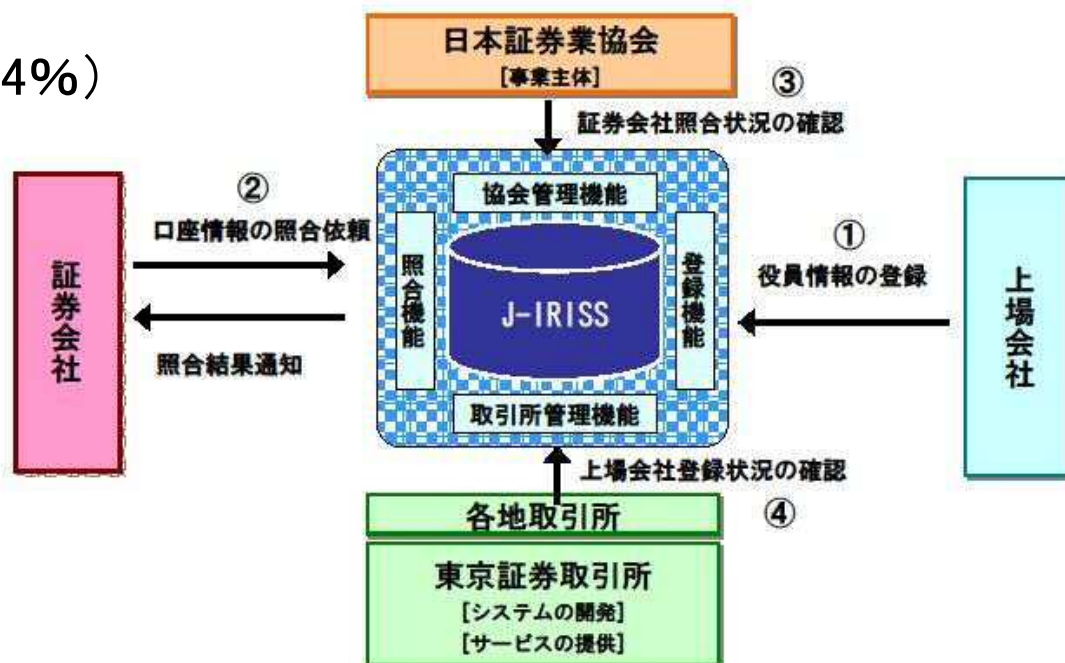 4%)
日本証券業協会
[事業主体]
③
証券会社照合状況の確認
②
口座情報の照合依頼
照合結果通知
証券会社
協会管理機能
照合機能
J-IRISS
登録機能
取引所管理機能
①
役員情報の登録
上場会社
上場会社登録状況の確認
④
各地取引所
東京証券取引所
[システムの開発]
[サービスの提供]